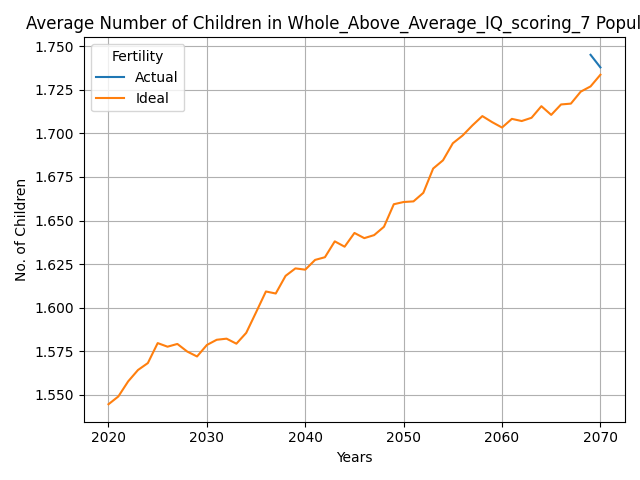 Average Number of Children in Whole_Above_Average_IQ_scoring_7 Popul
1.750
1.725
1.700
1.675
1.650
1.625
1.600
1.575
1.550
No. of Children
Fertility
Actual
Ideal
2020 2030 2040 2050 2060 2070
Years